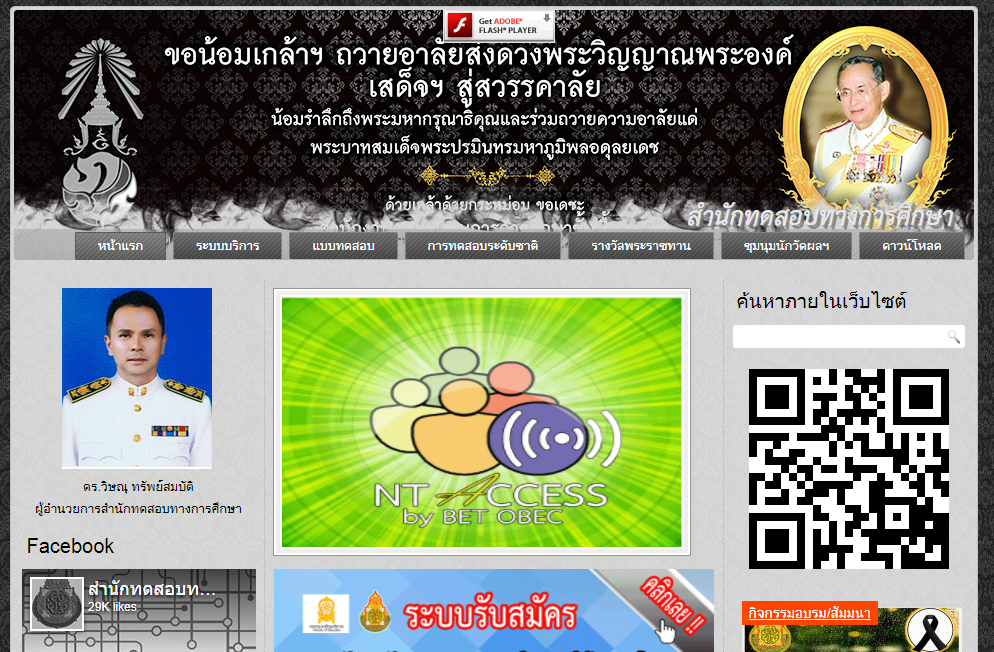 Get ADOBE®
FLASH® PLAYER
ขอน้อมเกล้าฯ ถวายอาลัยส่งดวงพระวิญญาณพระองค์
เสด็จฯ สู่สวรรคาลัย
น้อมรำลึกถึงพระมหากรุณาธิคุณและร่วมถวายความอาลัยแด่
พระบาทสมเด็จพระปรมินทรมหาภูมิพลอดุลยเดช
ด้วยเกล้าด้วยกระหม่อม ขอเดชะ
สำนักทดสอบทางการศึกษา
หน้าแรก
ระบบบริการ
แบบทดสอบ
การทดสอบระดับชาติ
รางวัลพระราชทาน
ชุมนุมนักวัดผลฯ
ดาวน์โหลด
ดร.วิษณุ ทรัพย์สมบัติ
ผู้อำนวยการสำนักทดสอบทางการศึกษา
Facebook
สำนักทดสอบท...
29K likes
NT ACCESS
by BET OBEC
ระบบรับสมัคร
คลิกเลย !!
ค้นหาภายในเว็บไซต์
กิจกรรมอบรม/สัมมนา